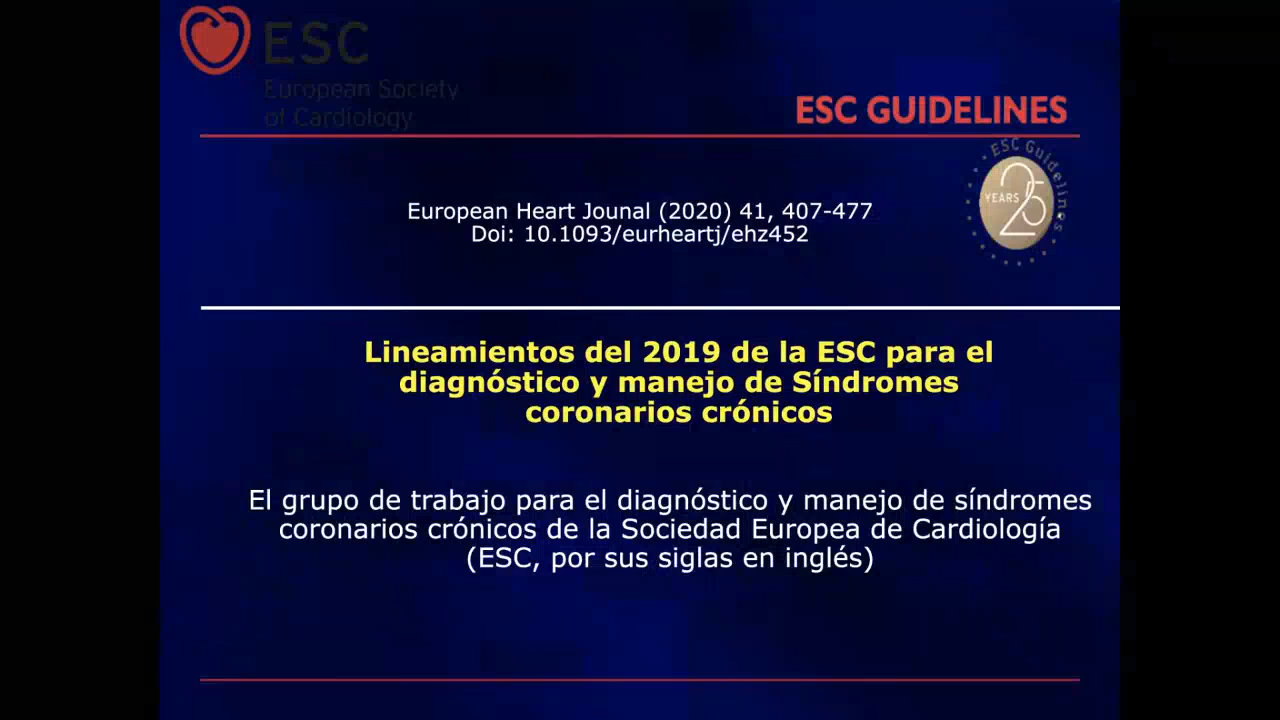 ESC
European Society
of Cardiology
ESC GUIDELINES
ESC Guidelines
YEARS 25
European Heart Jounal (2020) 41, 407-477
Doi: 10.1093/eurheartj/ehz452
Lineamientos del 2019 de la ESC para el
diagnóstico y manejo de Síndromes
coronarios crónicos
El grupo de trabajo para el diagnóstico y manejo de síndromes
coronarios crónicos de la Sociedad Europea de Cardiología
(ESC, por sus siglas en inglés)